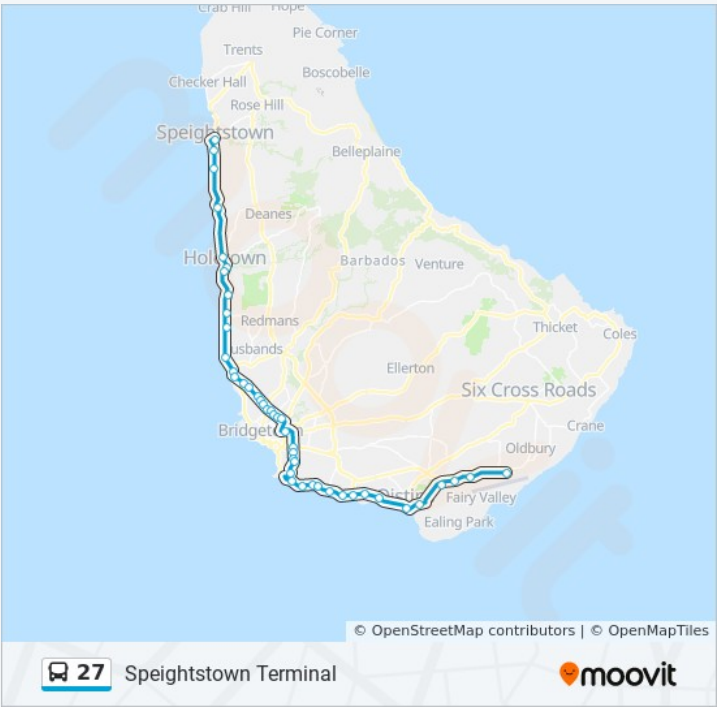 Crab Hill
Hope
Pie Corner
Trents
Boscobelle
Checker Hall
Rose Hill
Speightstown
Belleplaine
Deanes
Holetown
Barbados
Venture
Redmans
Thicket
Coles
usbands
Ellerton
Six Cross Roads
Bridgetown
Crane
Oldbury
Oistin
Fairy Valley
Ealing Park
© OpenStreetMap contributors | © OpenMapTiles
27
Speightstown Terminal
moovit